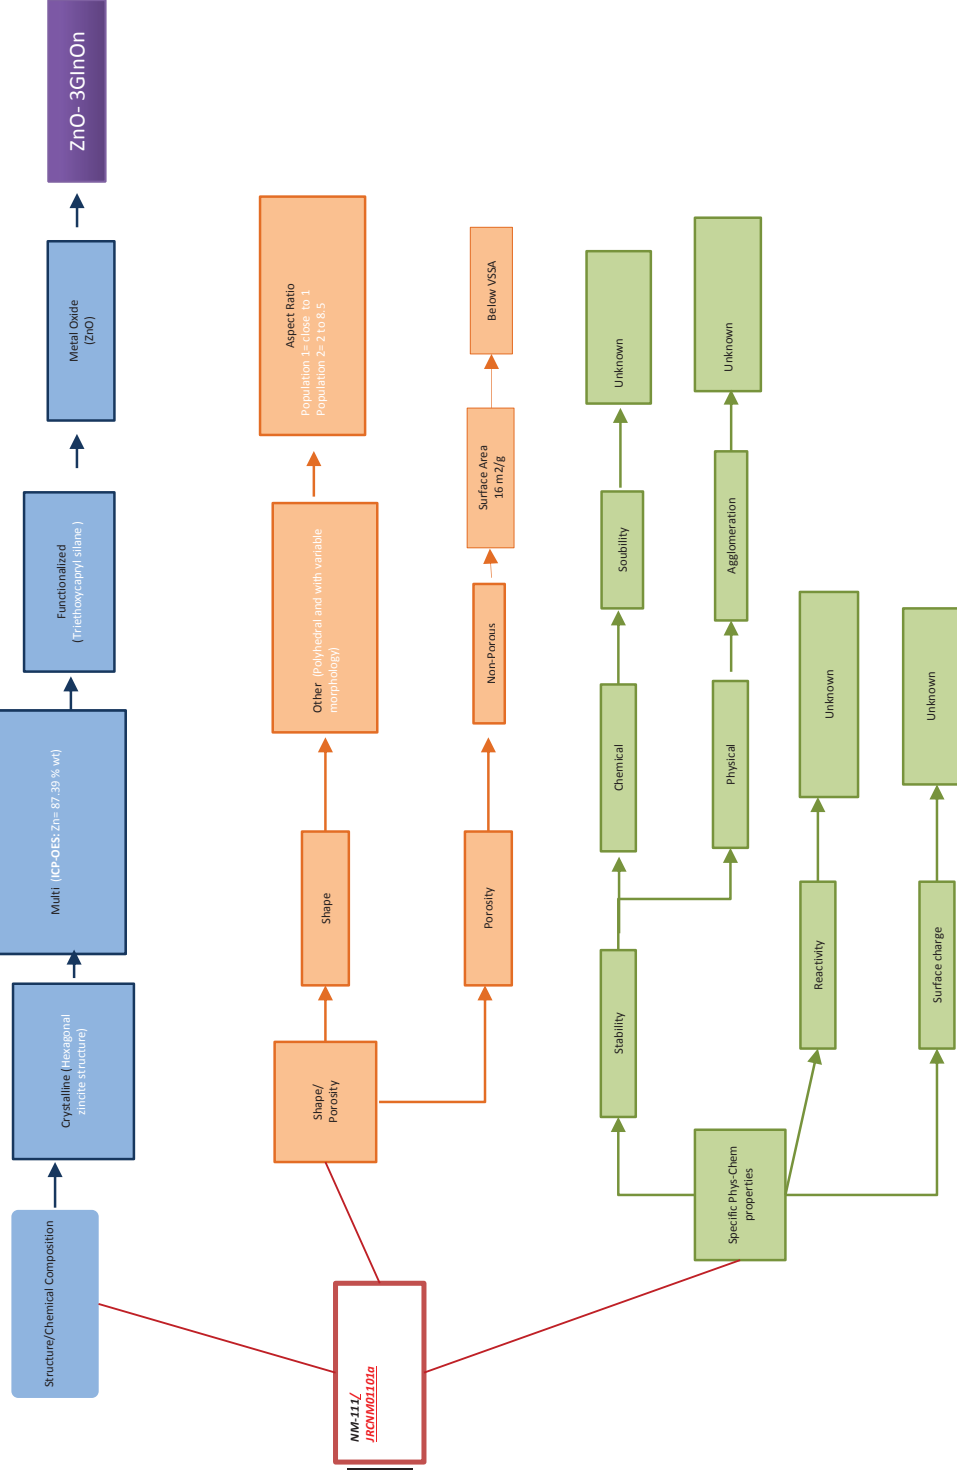 NM-111/
JRCNM01101a
Structure/Chemical Composition
Crystalline (Hexagonal
zincite structure)
Multi (ICP-OES: Zn= 87.39 % wt)
Functionalized
(Triethoxycapryl silane )
Metal Oxide
(ZnO)
ZnO- 3GInOn
Shape/
Porosity
Shape
Other (Polyhedral and with variable
morphology)
Aspect Ratio
Population 1= close to 1
Population 2= 2 to 8.5
Porosity
Non-Porous
Surface Area
16 m2/g
Below VSSA
Specific Phys-Chem
properties
Stability
Chemical
Soubility
Unknown
Physical
Agglomeration
Unknown
Reactivity
Unknown
Surface charge
Unknown